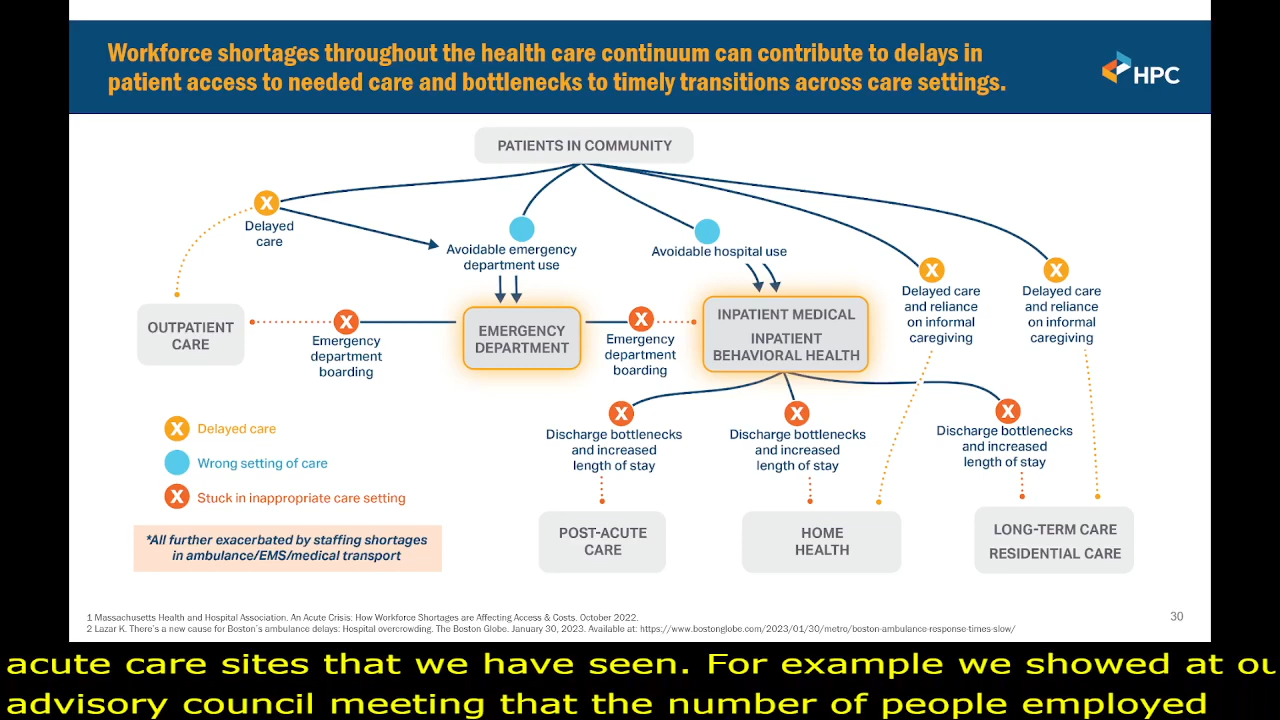 Workforce shortages throughout the health care continuum can contribute to delays in
patient access to needed care and bottlenecks to timely transitions across care settings.
HPC
PATIENTS IN COMMUNITY
X
Delayed
care
Avoidable emergency
department use
Avoidable hospital use
X
Delayed care
and reliance
on informal
caregiving
X
Delayed care
and reliance
on informal
caregiving
OUTPATIENT
CARE
X
Emergency
department
boarding
EMERGENCY
DEPARTMENT
X
Emergency
department
boarding
INPATIENT MEDICAL
INPATIENT
BEHAVIORAL HEALTH
X
Discharge bottlenecks
and increased
length of stay
X
Discharge bottlenecks
and increased
length of stay
X
Discharge bottlenecks
and increased
length of stay
X Delayed care
Wrong setting of care
X Stuck in inappropriate care setting
*All further exacerbated by staffing shortages
in ambulance/EMS/medical transport
POST-ACUTE
CARE
HOME
HEALTH
LONG-TERM CARE
RESIDENTIAL CARE
1 Massachusetts Health and Hospital Association. An Acute Crisis: How Workforce Shortages are Affecting Access & Costs. October 2022.
2 Lazar K. There's a new cause for Boston's ambulance delays: Hospital overcrowding. The Boston Globe. January 30, 2023. Available at: https://www.bostonglobe.com/2023/01/30/metro/boston-ambulance-response-times-slow/
30
acute care sites that we have seen. For example we showed at ou
advisory council meeting that the number of people employed